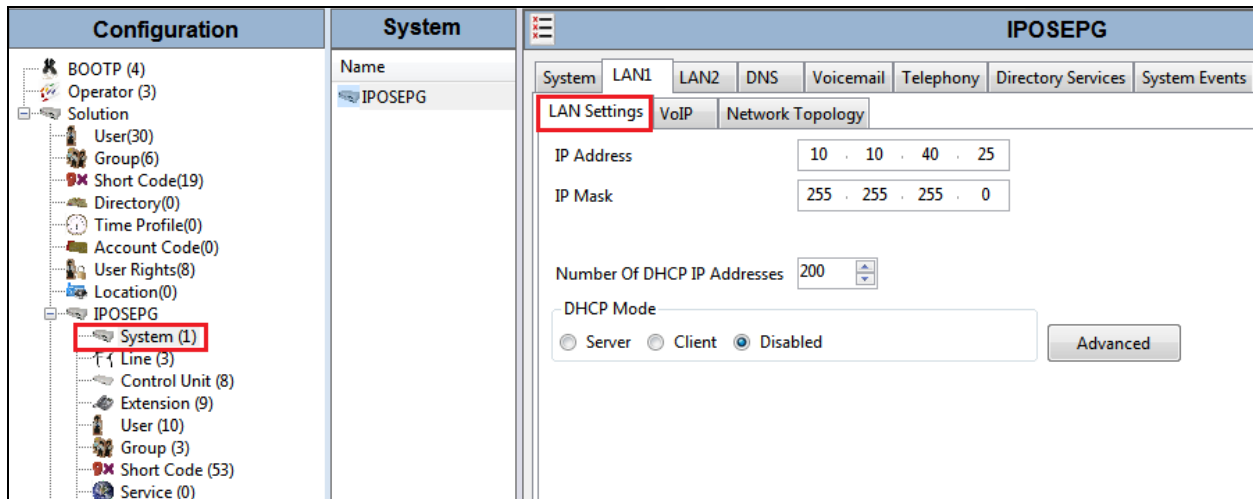 Configuration
BOOTP (4)
Operator (3)
Solution
User(30)
Group(6)
Short Code(19)
Directory(0)
Time Profile(0)
Account Code(0)
User Rights(8)
Location(0)
IPOSEPG
System (1)
Line (3)
Control Unit (8)
Extension (9)
User (10)
Group (3)
Short Code (53)
Service (0)
System
Name
IPOSEPG
IPOSEPG
System LAN1 LAN2 DNS Voicemail Telephony Directory Services System Events
LAN Settings VoIP Network Topology
IP Address 10 . 10 . 40 . 25
IP Mask 255 . 255 . 255 . 0
Number Of DHCP IP Addresses 200
DHCP Mode
Server Client Disabled Advanced